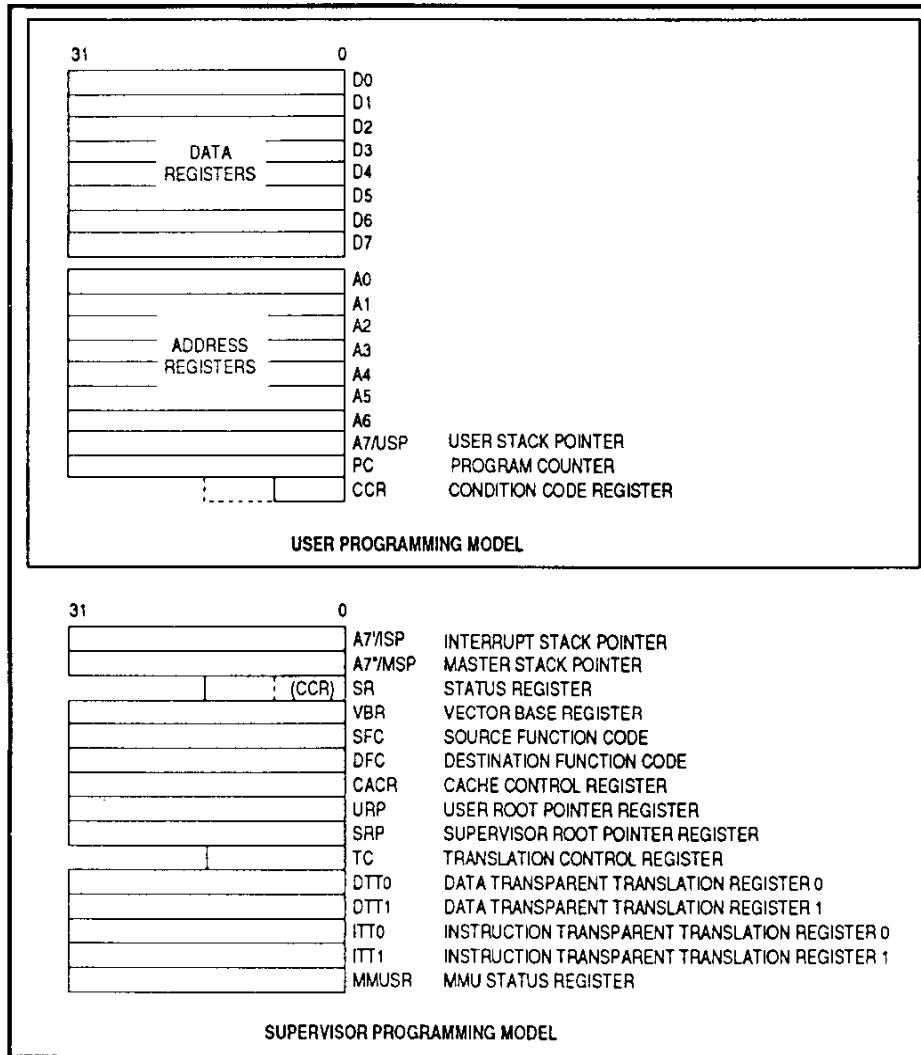 31 0
D0
D1
D2
D3
D4
D5
D6
D7
DATA
REGISTERS
A0
A1
A2
A3
A4
A5
A6
ADDRESS
REGISTERS
A7/USP USER STACK POINTER
PC PROGRAM COUNTER
CCR CONDITION CODE REGISTER
USER PROGRAMMING MODEL
31 0
A7'/ISP INTERRUPT STACK POINTER
A7"/MSP MASTER STACK POINTER
(CCR) SR STATUS REGISTER
VBR VECTOR BASE REGISTER
SFC SOURCE FUNCTION CODE
DFC DESTINATION FUNCTION CODE
CACR CACHE CONTROL REGISTER
URP USER ROOT POINTER REGISTER
SRP SUPERVISOR ROOT POINTER REGISTER
TC TRANSLATION CONTROL REGISTER
DTT0 DATA TRANSPARENT TRANSLATION REGISTER 0
DTT1 DATA TRANSPARENT TRANSLATION REGISTER 1
ITT0 INSTRUCTION TRANSPARENT TRANSLATION REGISTER 0
ITT1 INSTRUCTION TRANSPARENT TRANSLATION REGISTER 1
MMUSR MMU STATUS REGISTER
SUPERVISOR PROGRAMMING MODEL